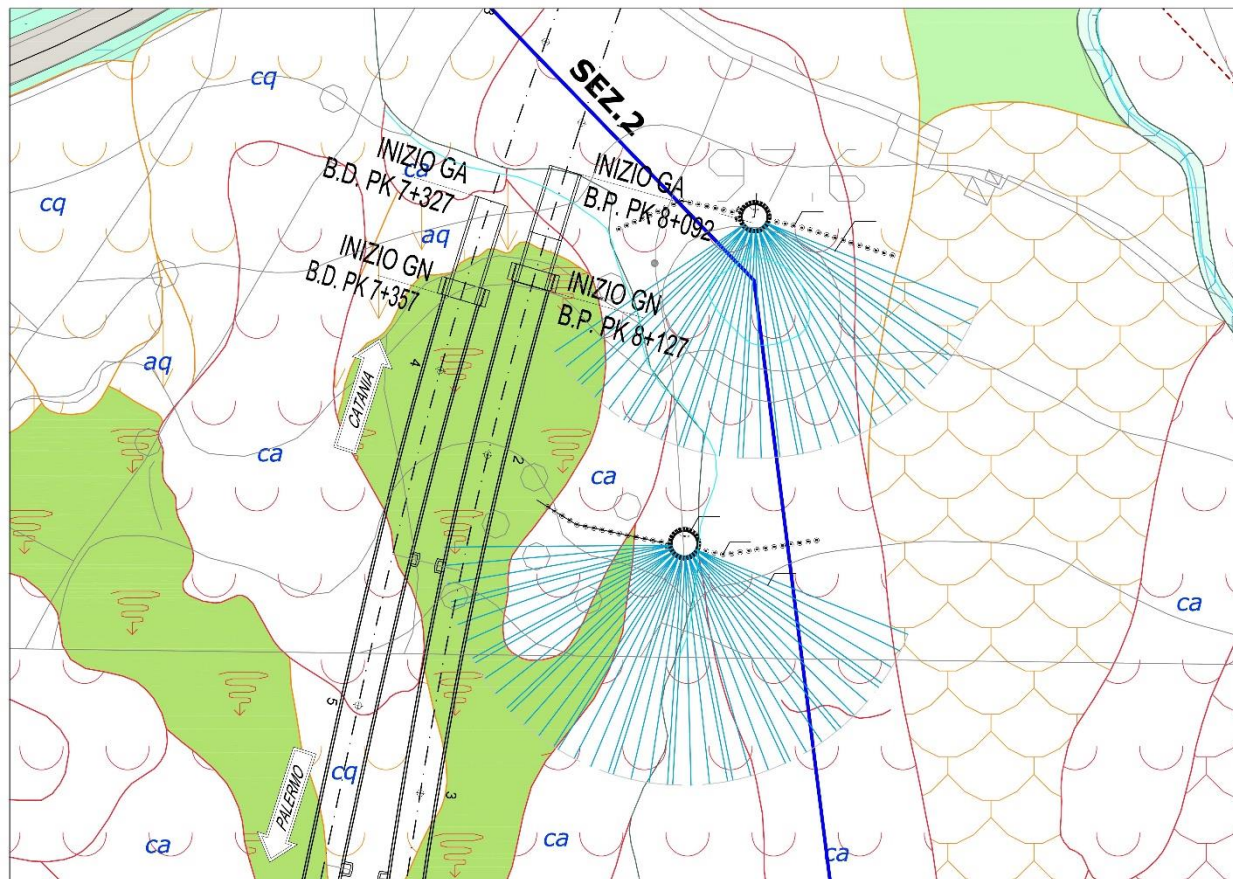 SEZ.2
cq
INIZIO GA
B.D. PK 7+327
ca
INIZIO GA
B.P. PK 8+092
cq
aq
INIZIO GN
B.D. PK 7+357
INIZIO GN
B.P. PK 8+127
aq
4
CATANIA
ca
2
ca
ca
5
cq
PALERMO
3
ca
ca
ca